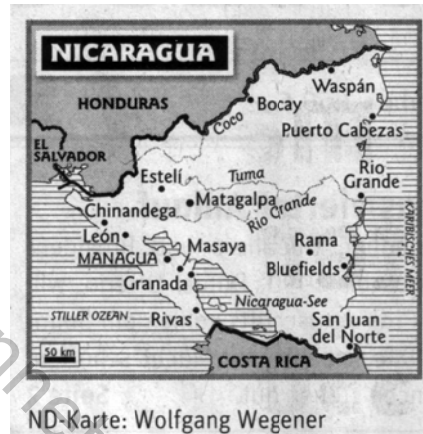 NICARAGUA
HONDURAS
Waspán
Bocay
Coco
Puerto Cabezas
EL
SALVADOR
Estelí
Tuma
Rio
Grande
Chinandega
Matagalpa
Rio Grande
León
Masaya
Rama
MANAGUA
Bluefields
Granada
KARIBISCHES MEER
Nicaragua-See
STILLER OZEAN
Rivas
San Juan
del Norte
50 km
COSTA RICA
ND-Karte: Wolfgang Wegener